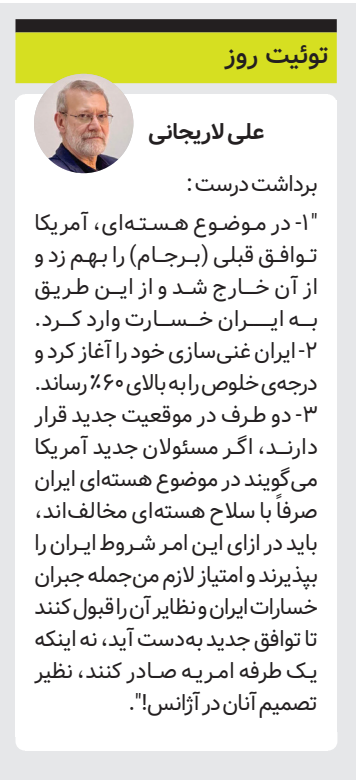 توئیت روز
علی لاریجانی
برداشت درست:
"۱- در موضوع هسته‌ای، آمریکا
توافق قبلی (برجام) را بهم زد و
از آن خارج شد و از این طریق
به ایران خسارت وارد کرد.
۲- ایران غنی‌سازی خود را آغاز کرد و
درجه‌ی خلوص را به بالای ۶۰٪ رساند.
۳- دو طرف در موقعیت جدید قرار
دارند، اگر مسئولان جدید آمریکا
می‌گویند در موضوع هسته‌ای ایران
صرفاً با سلاح هسته‌ای مخالف‌اند،
باید در ازای این امر شروط ایران را
بپذیرند و امتیاز لازم من‌جمله جبران
خسارات ایران و نظایر آن را قبول کنند
تا توافق جدید به‌دست آید، نه اینکه
یک طرفه امریه صادر کنند، نظیر
تصمیم آنان در آژانس!".